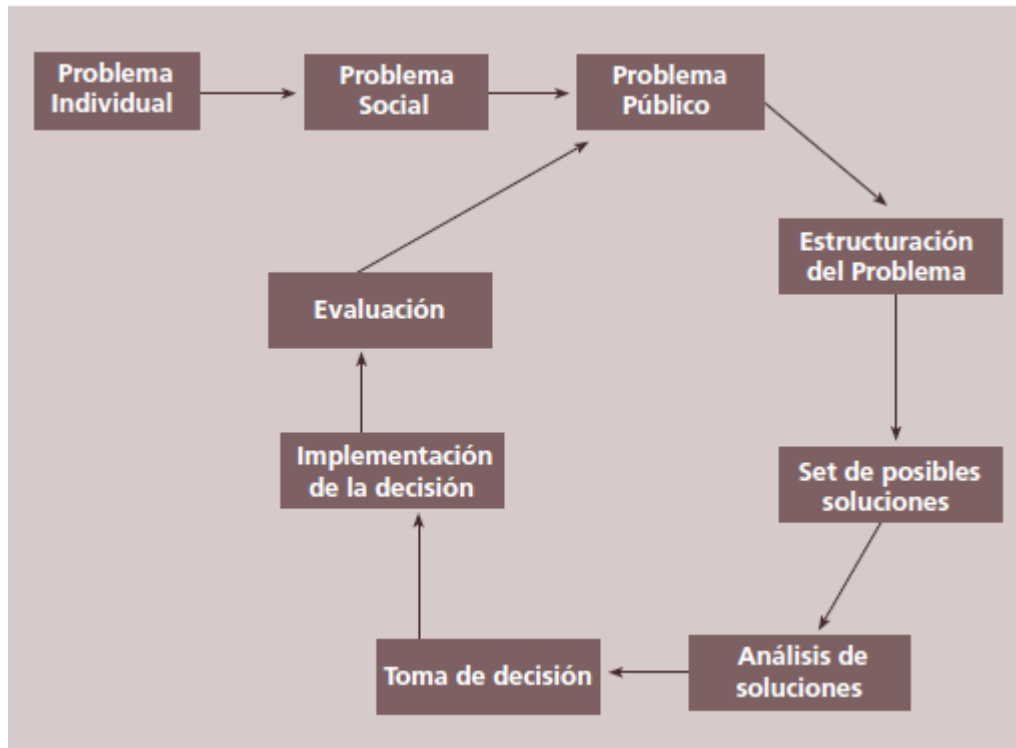 Problema
Individual
Problema
Social
Problema
Público
Estructuración
del Problema
Set de posibles
soluciones
Análisis de
soluciones
Toma de decisión
Implementación
de la decisión
Evaluación